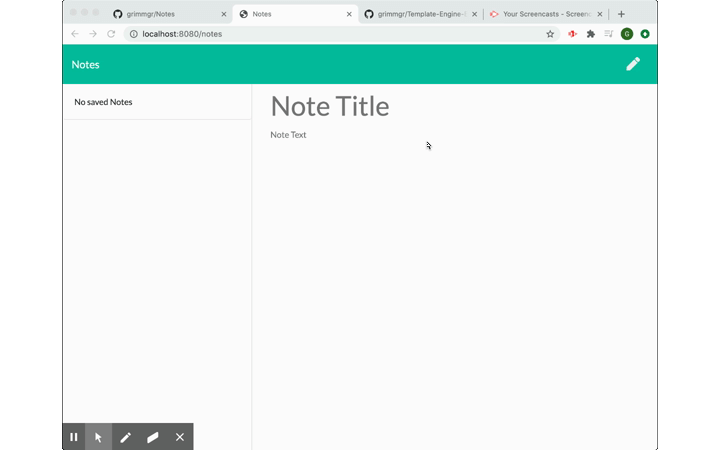 grimmgr/Notes
Notes
grimmgr/Template-Engine-
Your Screencasts - Screen
localhost:8080/notes
G
Notes
No saved Notes
Note Title
Note Text